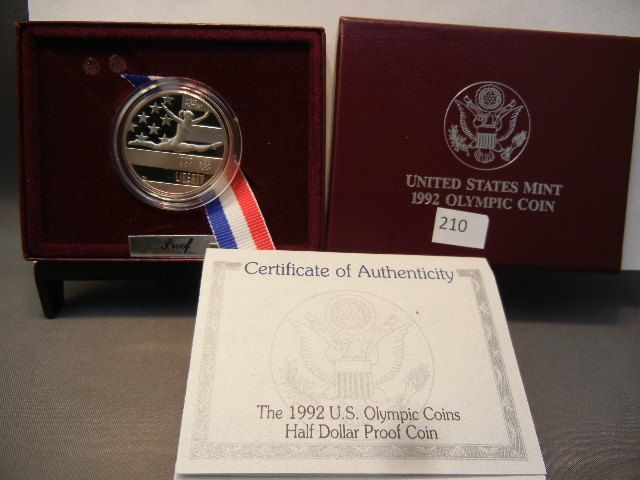 LIBERTY
Proof
UNITED STATES MINT
1992 OLYMPIC COIN
210
Certificate of Authenticity
The 1992 U.S. Olympic Coins
Half Dollar Proof Coin